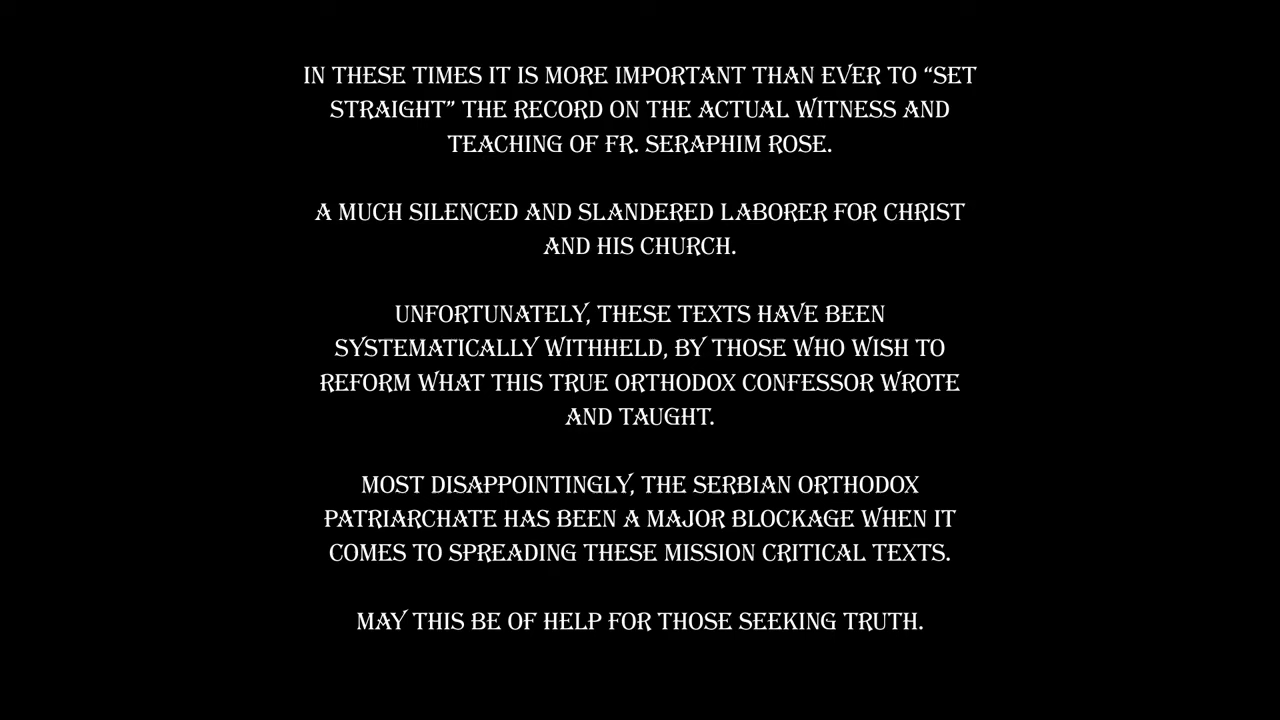 IN THESE TIMES IT IS MORE IMPORTANT THAN EVER TO “SET
STRAIGHT” THE RECORD ON THE ACTUAL WITNESS AND
TEACHING OF FR. SERAPHIM ROSE.
A MUCH SILENCED AND SLANDERED LABORER FOR CHRIST
AND HIS CHURCH.
UNFORTUNATELY, THESE TEXTS HAVE BEEN
SYSTEMATICALLY WITHHELD, BY THOSE WHO WISH TO
REFORM WHAT THIS TRUE ORTHODOX CONFESSOR WROTE
AND TAUGHT.
MOST DISAPPOINTINGLY, THE SERBIAN ORTHODOX
PATRIARCHATE HAS BEEN A MAJOR BLOCKAGE WHEN IT
COMES TO SPREADING THESE MISSION CRITICAL TEXTS.
MAY THIS BE OF HELP FOR THOSE SEEKING TRUTH.